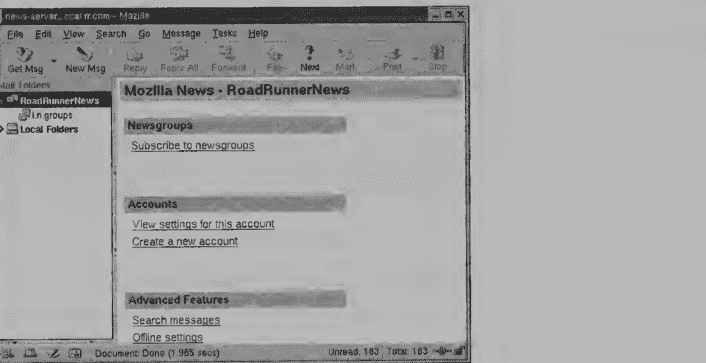 news-server...ocal.rr.com - Mozilla
File Edit View Search Go Message Tasks Help
Get Msg New Msg Reply Reply All Forward File Next Mark Print Stop
Mail Folders
RoadRunnerNews
i.n.groups
Local Folders
Mozilla News - RoadRunnerNews
Newsgroups
Subscribe to newsgroups
Accounts
View settings for this account
Create a new account
Advanced Features
Search messages
Offline settings
Document: Done (1.985 secs) Unread: 163 Total: 163